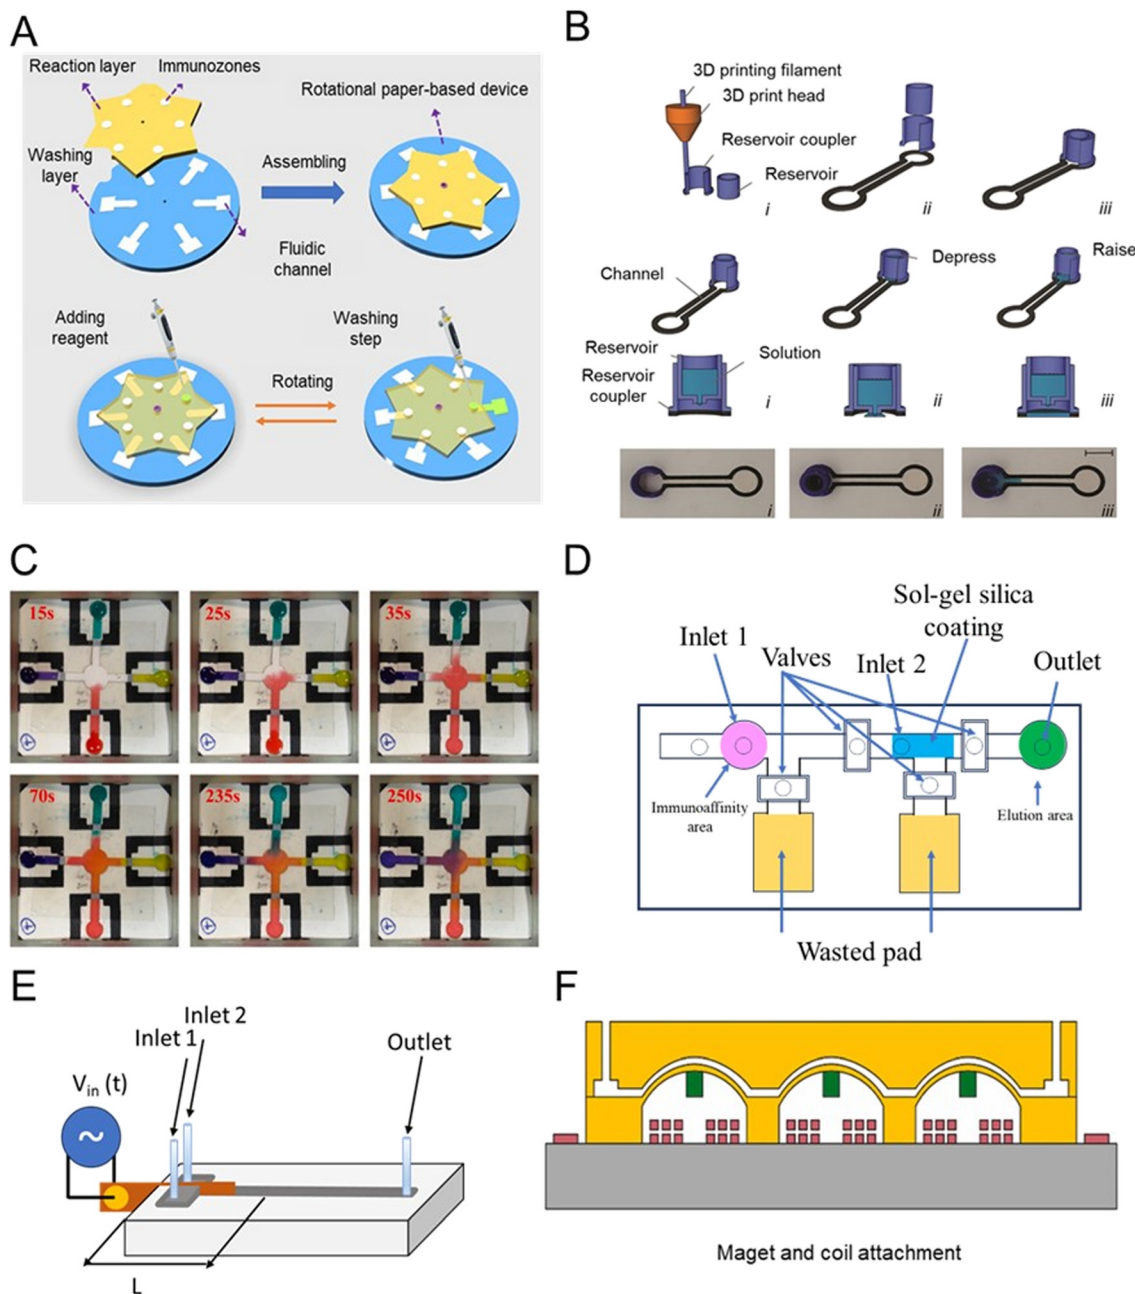 A
Reaction layer
Immunozones
Rotational paper-based device
Washing
layer
Assembling
Fluidic
channel
Adding
reagent
Washing
step
Rotating
B
3D printing filament
3D print head
Reservoir coupler
Reservoir
i
ii
iii
Channel
Depress
Raise
Reservoir
Reservoir
coupler
Solution
i
ii
iii
i
ii
iii
C
15s
25s
35s
70s
235s
250s
D
Sol-gel silica
coating
Inlet 1
Valves
Inlet 2
Outlet
Immunoaffinity
area
Elution area
Wasted pad
E
Inlet 2
Inlet 1
Outlet
Vin (t)
~
L
F
Maget and coil attachment